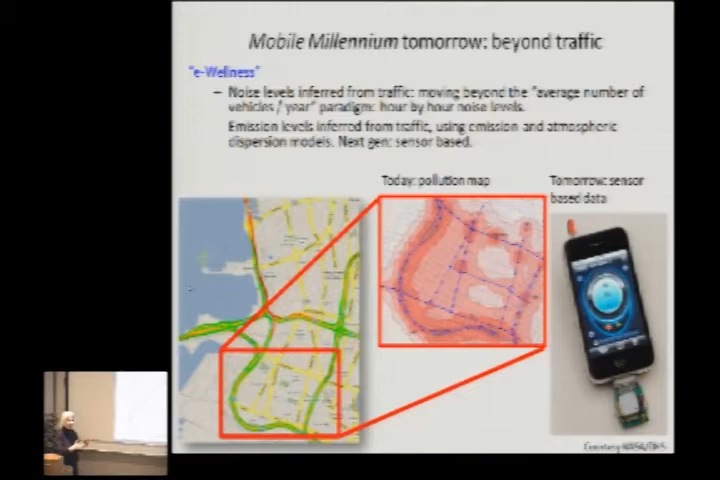 Mobile Millennium tomorrow: beyond traffic
"e-Wellness"
– Noise levels inferred from traffic: moving beyond the "average number of
vehicles / year" paradigm: hour by hour noise levels.
Emission levels inferred from traffic, using emission and atmospheric
dispersion models. Next gen: sensor based.
Today: pollution map
Tomorrow: sensor
based data
Courtesy